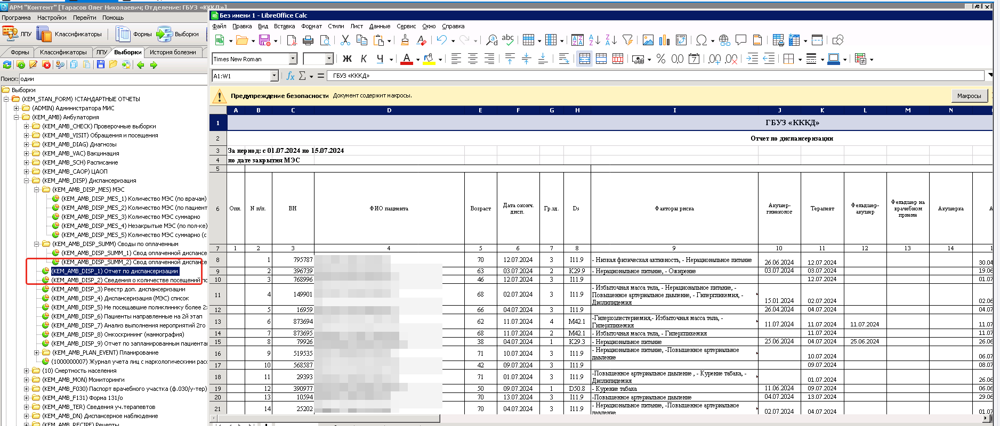 АРМ "Контент" [Тарасов Олег Николаевич; Отделение: ГБУЗ «КККД»]
Программа Настройки Перейти Помощь
ЛПУ Классификаторы Формы Выборки
Формы Классификаторы ЛПУ Выборки История болезни
Поиск: одии
Выборки
(KEM_STAN_FORM) !СТАНДАРТНЫЕ ОТЧЕТЫ
(ADMIN) Администратора МИС
(KEM_AMB) Амбулатория
(KEM_AMB_CHECK) Проверочные выборки
(KEM_AMB_VISIT) Обращения и посещения
(KEM_AMB_DIAG) Диагнозы
(KEM_AMB_VAC) Вакцинация
(KEM_AMB_SCH) Расписание
(KEM_AMB_CAOP) ЦАОП
(KEM_AMB_DISP) Диспансеризация
(KEM_AMB_DISP_MES) МЭС
(KEM_AMB_DISP_MES_1) Количество МЭС (по врачам)
(KEM_AMB_DISP_MES_2) Количество МЭС (по пациент
(KEM_AMB_DISP_MES_3) Количество МЭС суммарно
(KEM_AMB_DISP_MES_4) Незакрытые МЭС (по пол-ке)
(KEM_AMB_DISP_MES_5) Количество МЭС суммарно (с
(KEM_AMB_DISP_SUMM) Своды по оплаченным
(KEM_AMB_DISP_SUMM_1) Свод оплаченной диспансе
(KEM_AMB_DISP_SUMM_2) Свод оплаченной диспансе
(KEM_AMB_DISP_1) Отчет по диспансеризации
(KEM_AMB_DISP_2) Сведения о количестве посещений по
(KEM_AMB_DISP_3) Реестр доп. диспансеризации
(KEM_AMB_DISP_4) Диспансеризация (МЭС) список
(KEM_AMB_DISP_5) Не посещавшие поликлинику более 2х
(KEM_AMB_DISP_6) Пациенты направленные на 2й этап
(KEM_AMB_DISP_7) Анализ выполнения мероприятий 2го
(KEM_AMB_DISP_8) Онкоскрининг (маммография)
(KEM_AMB_DISP_9) Отчет по запланированным пациента
(KEM_AMB_PLAN_EVENT) Планирование
(1000000007) Журнал учета лиц с наркологическими расс
(10) Смертность населения
(KEM_AMB_MON) Мониторинги
(KEM_AMB_F030) Паспорт врачебного участка (ф.030/у-тер)
(KEM_AMB_F131) Форма 131/о
(KEM_AMB_TER) Сведения уч.терапевтов
(KEM_AMB_DN) Диспансерное наблюдение
(KEM_AMB_RECIPE) Рецепты
Без имени 1 - LibreOffice Calc
Файл Правка Вид Вставка Формат Стили Лист Данные Сервис Окно Справка
Times New Roman
Ж К Ч
A1:W1 ГБУЗ «КККД»
Предупреждение безопасности Документ содержит макросы. Макросы
A B C D E F G H I J K L M N
1 ГБУЗ «КККД»
2 Отчет по диспансеризации
3 За период: с 01.07.2024 по 15.07.2024
4 по дате закрытия МЭС
5
6 Опл. N п/п. ВН ФИО пациента Возраст Дата оконч. дисп. Гр.зд. Ds Факторы риска Акушер-гинеколог Терапевт Фельдшер-акушер Фельдшер на врачебном приеме Акушерка
7 1 2 3 4 5 6 7 8 9 10 11 12 13 14
8 1 795787 70 12.07.2024 3 I11.9 - Низкая физическая активность, - Нерациональное питание 26.06.2024 12.07.2024 30.04
9 2 396739 63 03.07.2024 2 K29.9 - Нерациональное питание, - Ожирение 03.07.2024 03.07.2024 19.06
10 3 768996 46 12.07.2024 3 I11.9 12.07.2024 01.07
11 4 149901 68 02.07.2024 3 I11.9 - Избыточная масса тела, - Нерациональное питание, - Повышенное артериальное давление, - Гипергликемия, - Дислипидемия 15.01.2024 02.07.2024 02.06
12 5 16959 66 04.07.2024 3 I11.9 26.04.2024 04.07.2024 04.07
13 6 873694 62 11.07.2024 4 M42.1 -Гиперхолестериемия,- Избыточная масса тела, - Гипергликемия 11.07.2024 11.07.2024 11.07.2024 11.07
14 7 873695 68 11.07.2024 2 M42.1 - Избыточная масса тела, - Гипергликемия 11.07.2024 11.07
15 8 79926 38 04.07.2024 1 K29.3 - Нерациональное питание 25.06.2024 04.07.2024 25.06.2024 26.06
16 9 519535 71 10.07.2024 3 I11.9 - Нерациональное питание, -Повышенное артериальное давление 10.07.2024 06.07
17 10 568587 42 09.07.2024 3 I11.9 09.07.2024 08.07
18 11 29393 71 01.07.2024 3 I11.9 -Повышенное артериальное давление , - Курение табака, - Дислипидемия 01.07.2024 26.06
19 12 390977 50 09.07.2024 1 D50.8 - Курение табака 11.06.2024 09.07.2024 06.06
20 13 10594 70 13.07.2024 3 I11.9 -Повышенное артериальное давление 04.07.2024 13.07.2024 29.06
21 14 25202 70 04.07.2024 3 I11.9 - Нерациональное питание, -Повышенное артериальное давление 02.07.2024 04.07.2024 01.07